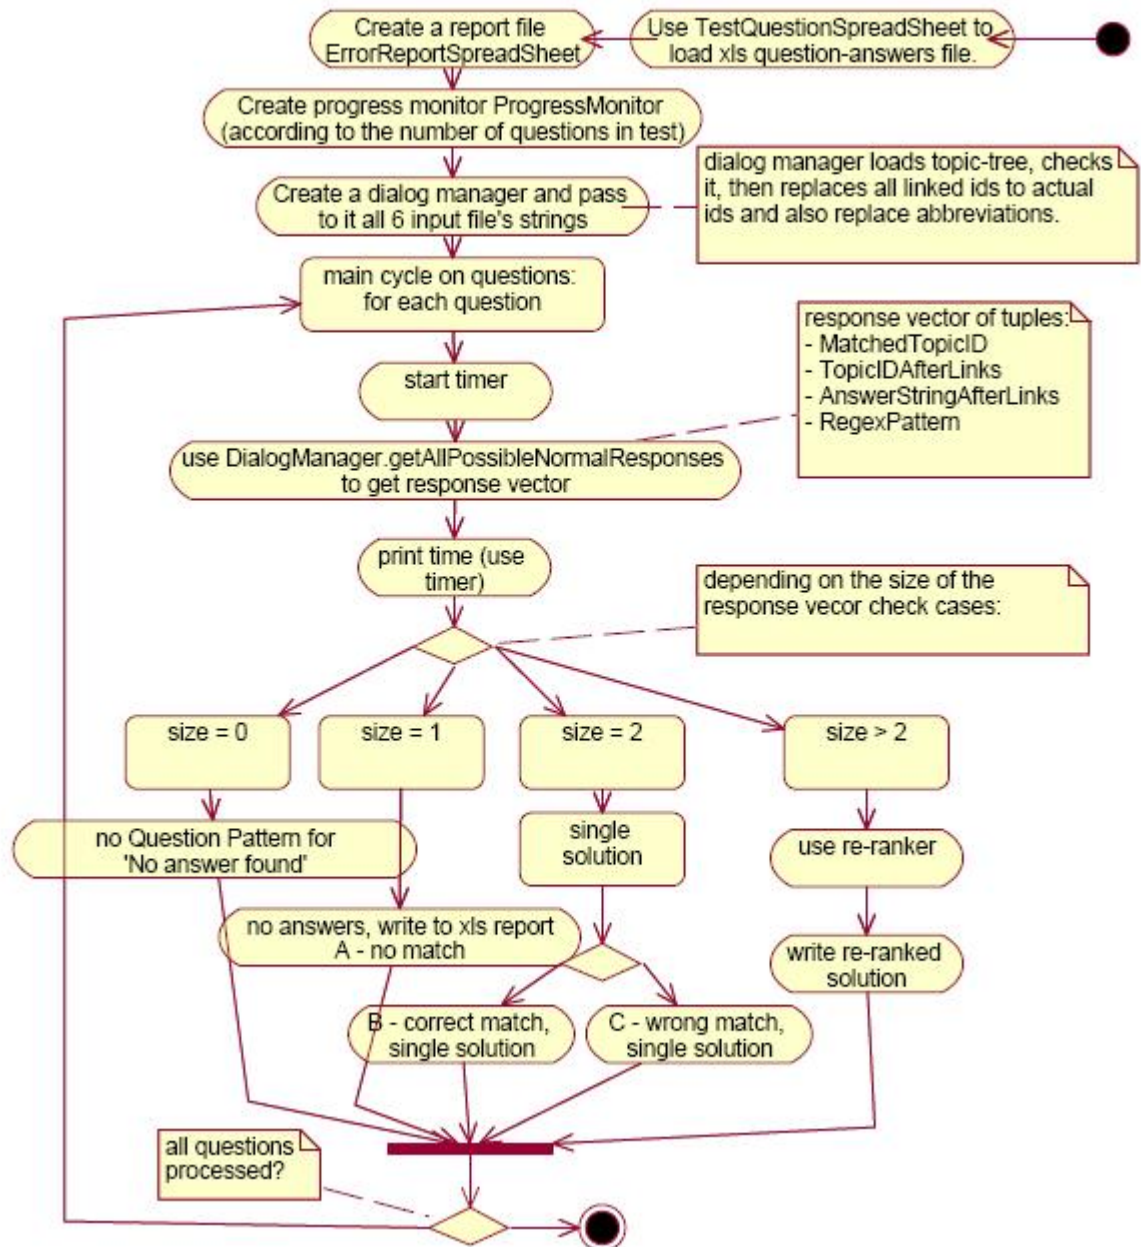 Create a report file
ErrorReportSpreadSheet
Use TestQuestionSpreadSheet to
load xls question-answers file.
Create progress monitor ProgressMonitor
(according to the number of questions in test)
dialog manager loads topic-tree, checks
it, then replaces all linked ids to actual
ids and also replace abbreviations.
Create a dialog manager and pass
to it all 6 input file's strings
main cycle on questions:
for each question
response vector of tuples:
- MatchedTopicID
- TopicIDAfterLinks
- AnswerStringAfterLinks
- RegexPattern
start timer
use DialogManager.getAllPossibleNormalResponses
to get response vector
print time (use
timer)
depending on the size of the
response vecor check cases:
size = 0
size = 1
size = 2
size > 2
no Question Pattern for
'No answer found'
single
solution
use re-ranker
no answers, write to xls report
A - no match
write re-ranked
solution
B - correct match,
single solution
C - wrong match,
single solution
all questions
processed?